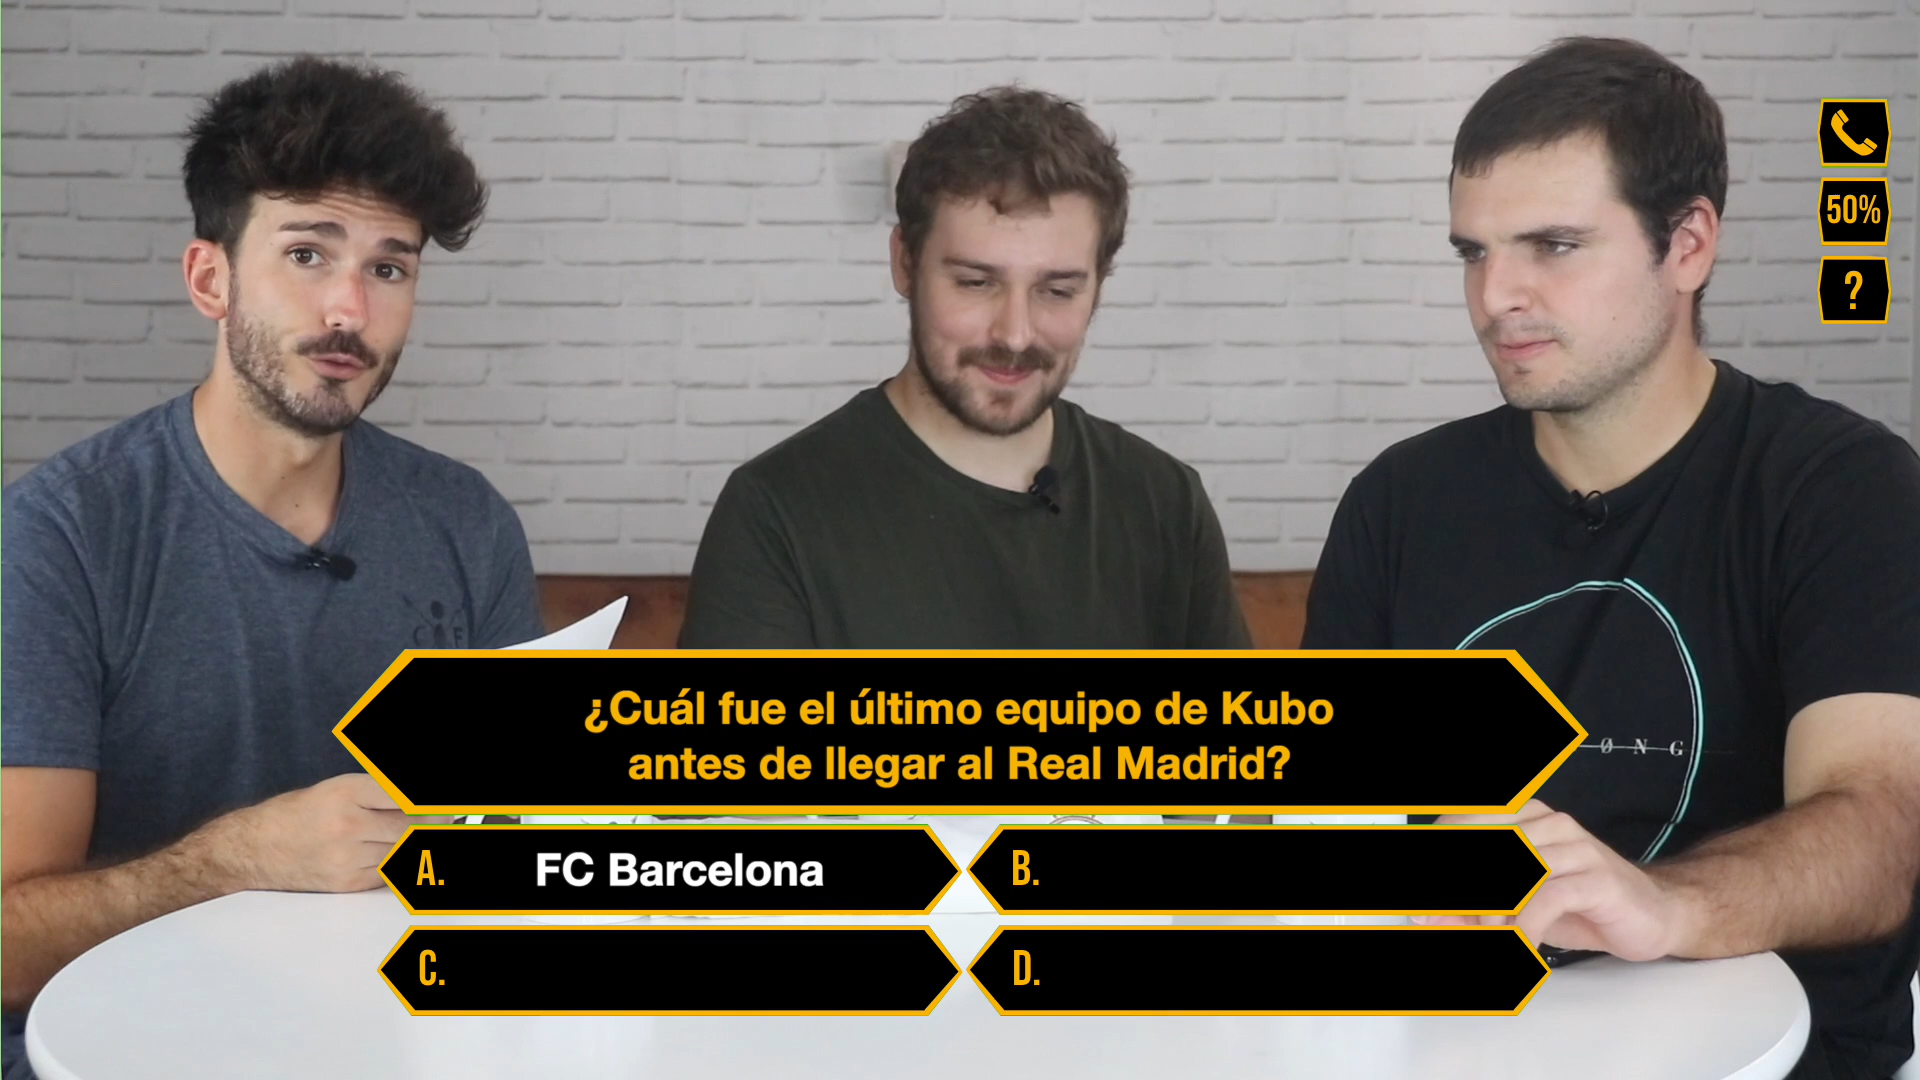 50%
?
C F
Ø N G
¿Cuál fue el último equipo de Kubo
antes de llegar al Real Madrid?
A. FC Barcelona
B.
C.
D.